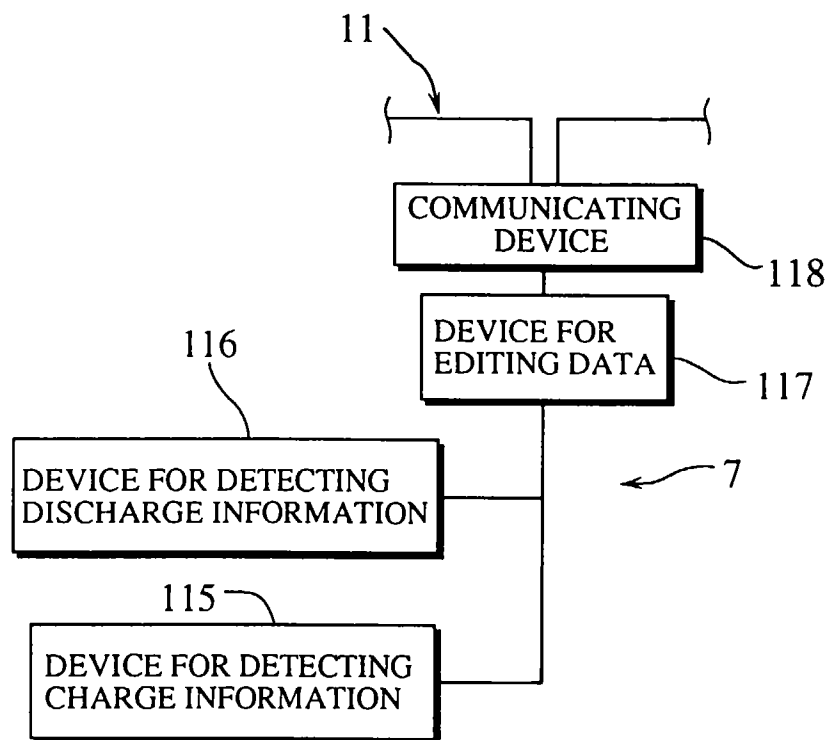 11
COMMUNICATING
DEVICE
118
DEVICE FOR
EDITING DATA
117
116
DEVICE FOR DETECTING
DISCHARGE INFORMATION
7
115
DEVICE FOR DETECTING
CHARGE INFORMATION